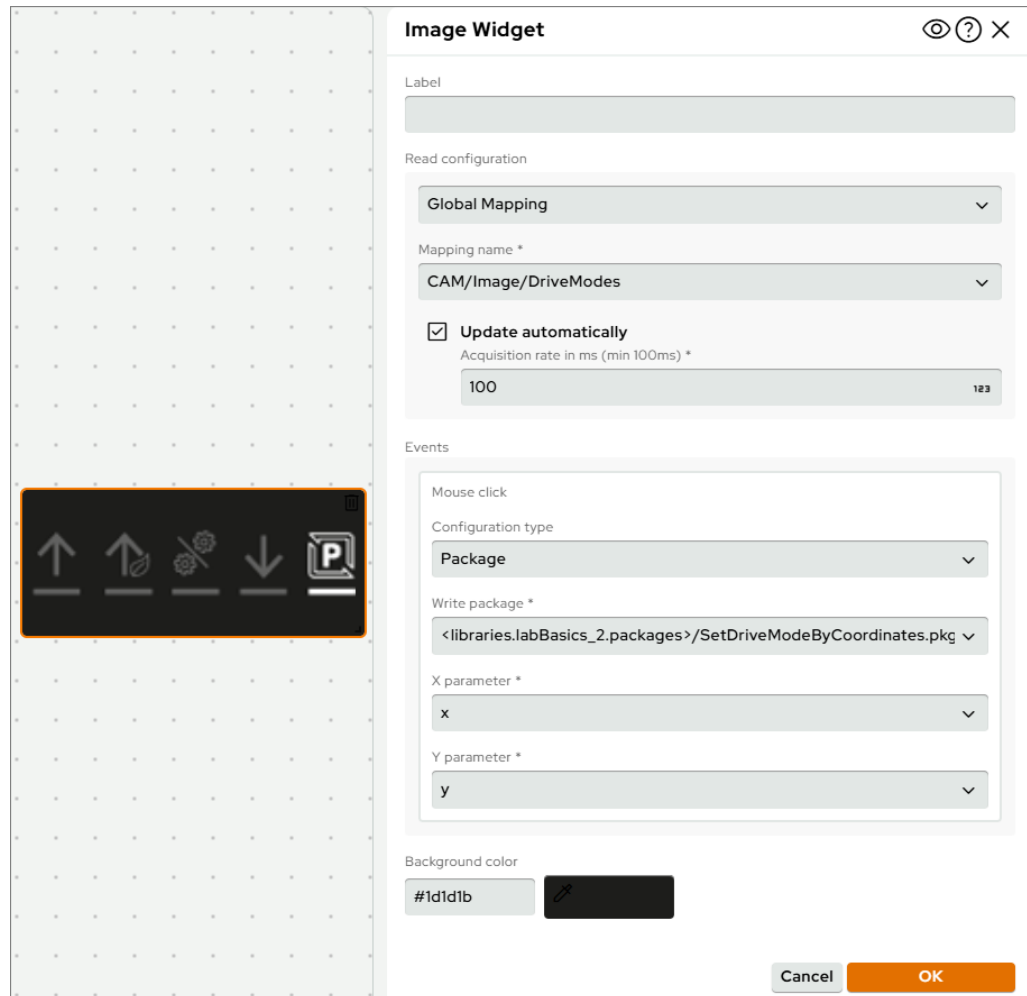 Image Widget
Label
Read configuration
Global Mapping
Mapping name *
CAM/Image/DriveModes
Update automatically
Acquisition rate in ms (min 100ms) *
100
123
Events
Mouse click
Configuration type
Package
Write package *
<libraries.labBasics_2.packages>/SetDriveModeByCoordinates.pkg
X parameter *
x
Y parameter *
y
P
Background color
#1d1d1b
Cancel
OK